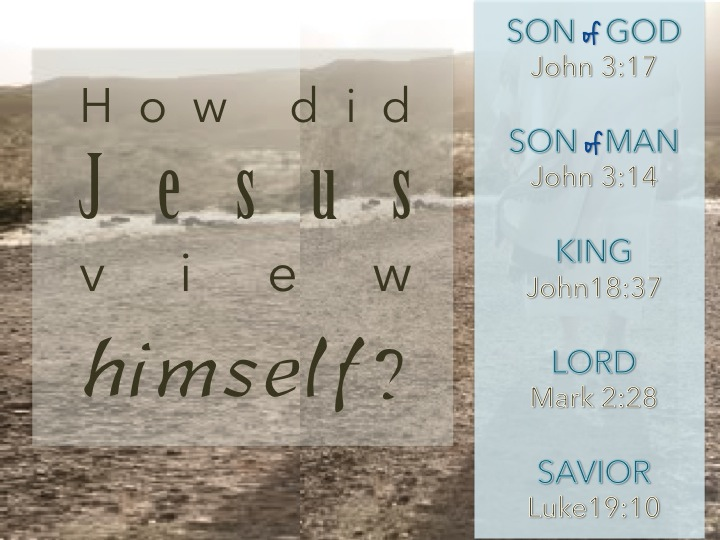 How did
Jesus
view
himself?
SON of GOD
John 3:17
SON of MAN
John 3:14
KING
John18:37
LORD
Mark 2:28
SAVIOR
Luke19:10